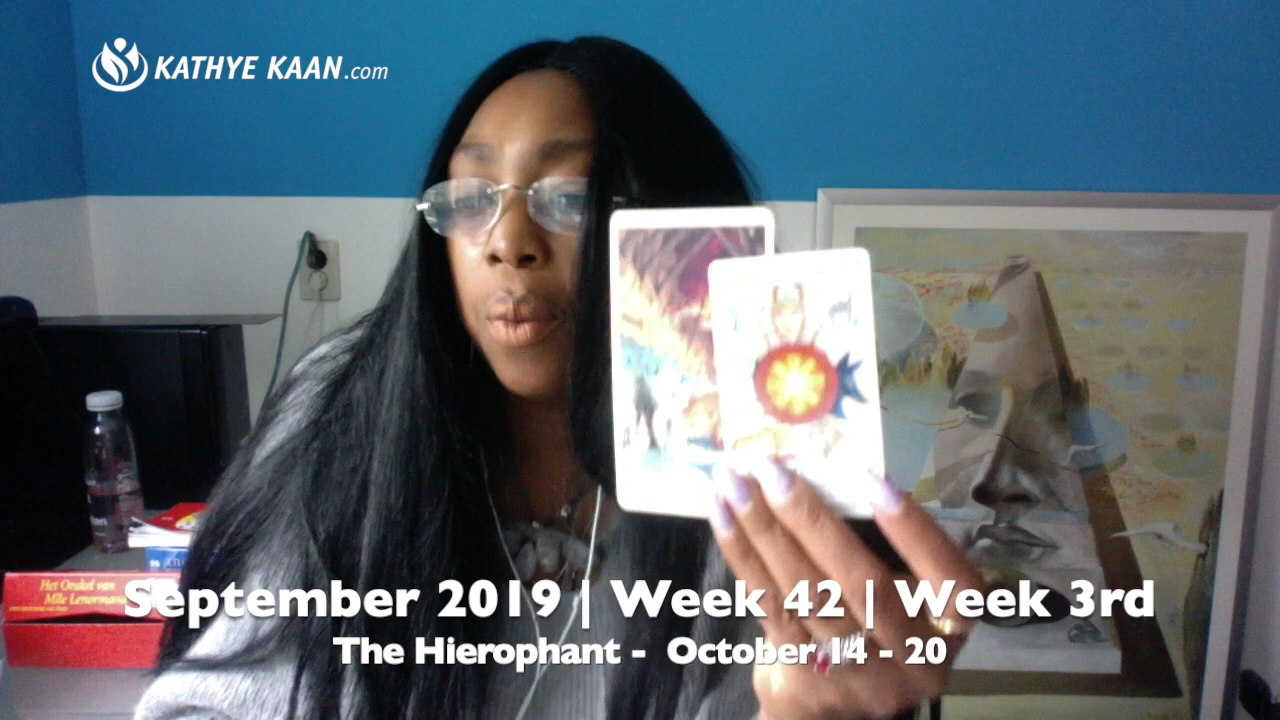 KATHYE KAAN.com
Het Orakel van
Mlle Lenormand
September 2019 | Week 42 | Week 3rd
The Hierophant - October 14 - 20